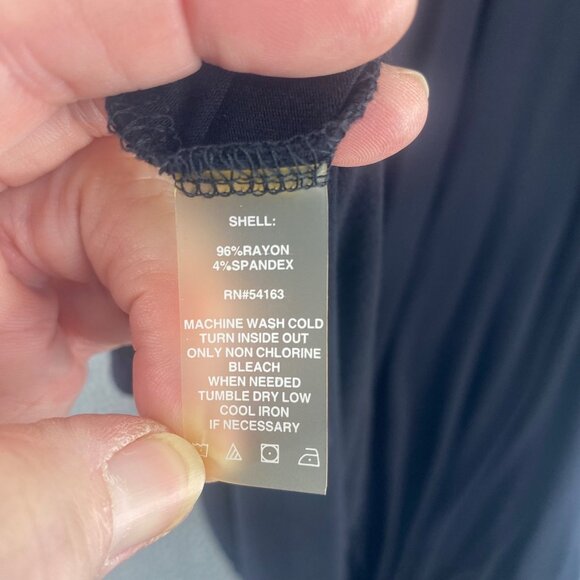 SHELL:
96%RAYON
4%SPANDEX
RN#54163
MACHINE WASH COLD
TURN INSIDE OUT
ONLY NON CHLORINE
BLEACH
WHEN NEEDED
TUMBLE DRY LOW
COOL IRON
IF NECESSARY